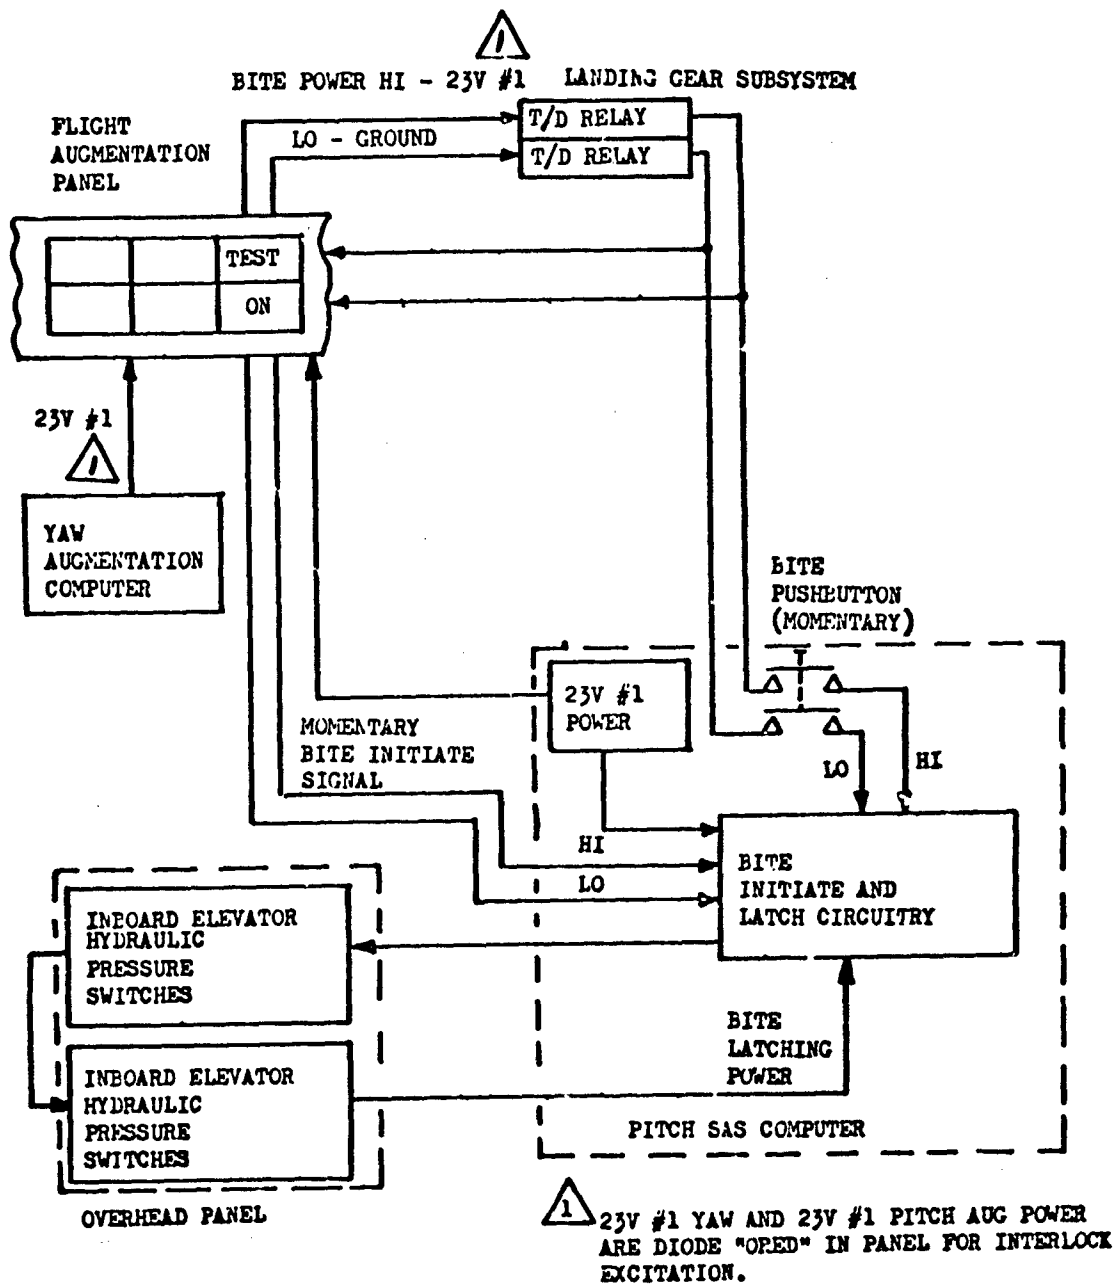 1
BITE POWER HI - 23V #1
LANDING GEAR SUBSYSTEM
FLIGHT
AUGMENTATION
PANEL
LO - GROUND
T/D RELAY
T/D RELAY
TEST
ON
23V #1
1
YAW
AUGMENTATION
COMPUTER
BITE
PUSHBUTTON
(MOMENTARY)
23V #1
POWER
MOMENTARY
BITE INITIATE
SIGNAL
LO
HI
HI
LO
BITE
INITIATE AND
LATCH CIRCUITRY
INBOARD ELEVATOR
HYDRAULIC
PRESSURE
SWITCHES
BITE
LATCHING
POWER
INBOARD ELEVATOR
HYDRAULIC
PRESSURE
SWITCHES
PITCH SAS COMPUTER
OVERHEAD PANEL
1
23V #1 YAW AND 23V #1 PITCH AUG POWER
ARE DIODE "ORED" IN PANEL FOR INTERLOCK
EXCITATION.